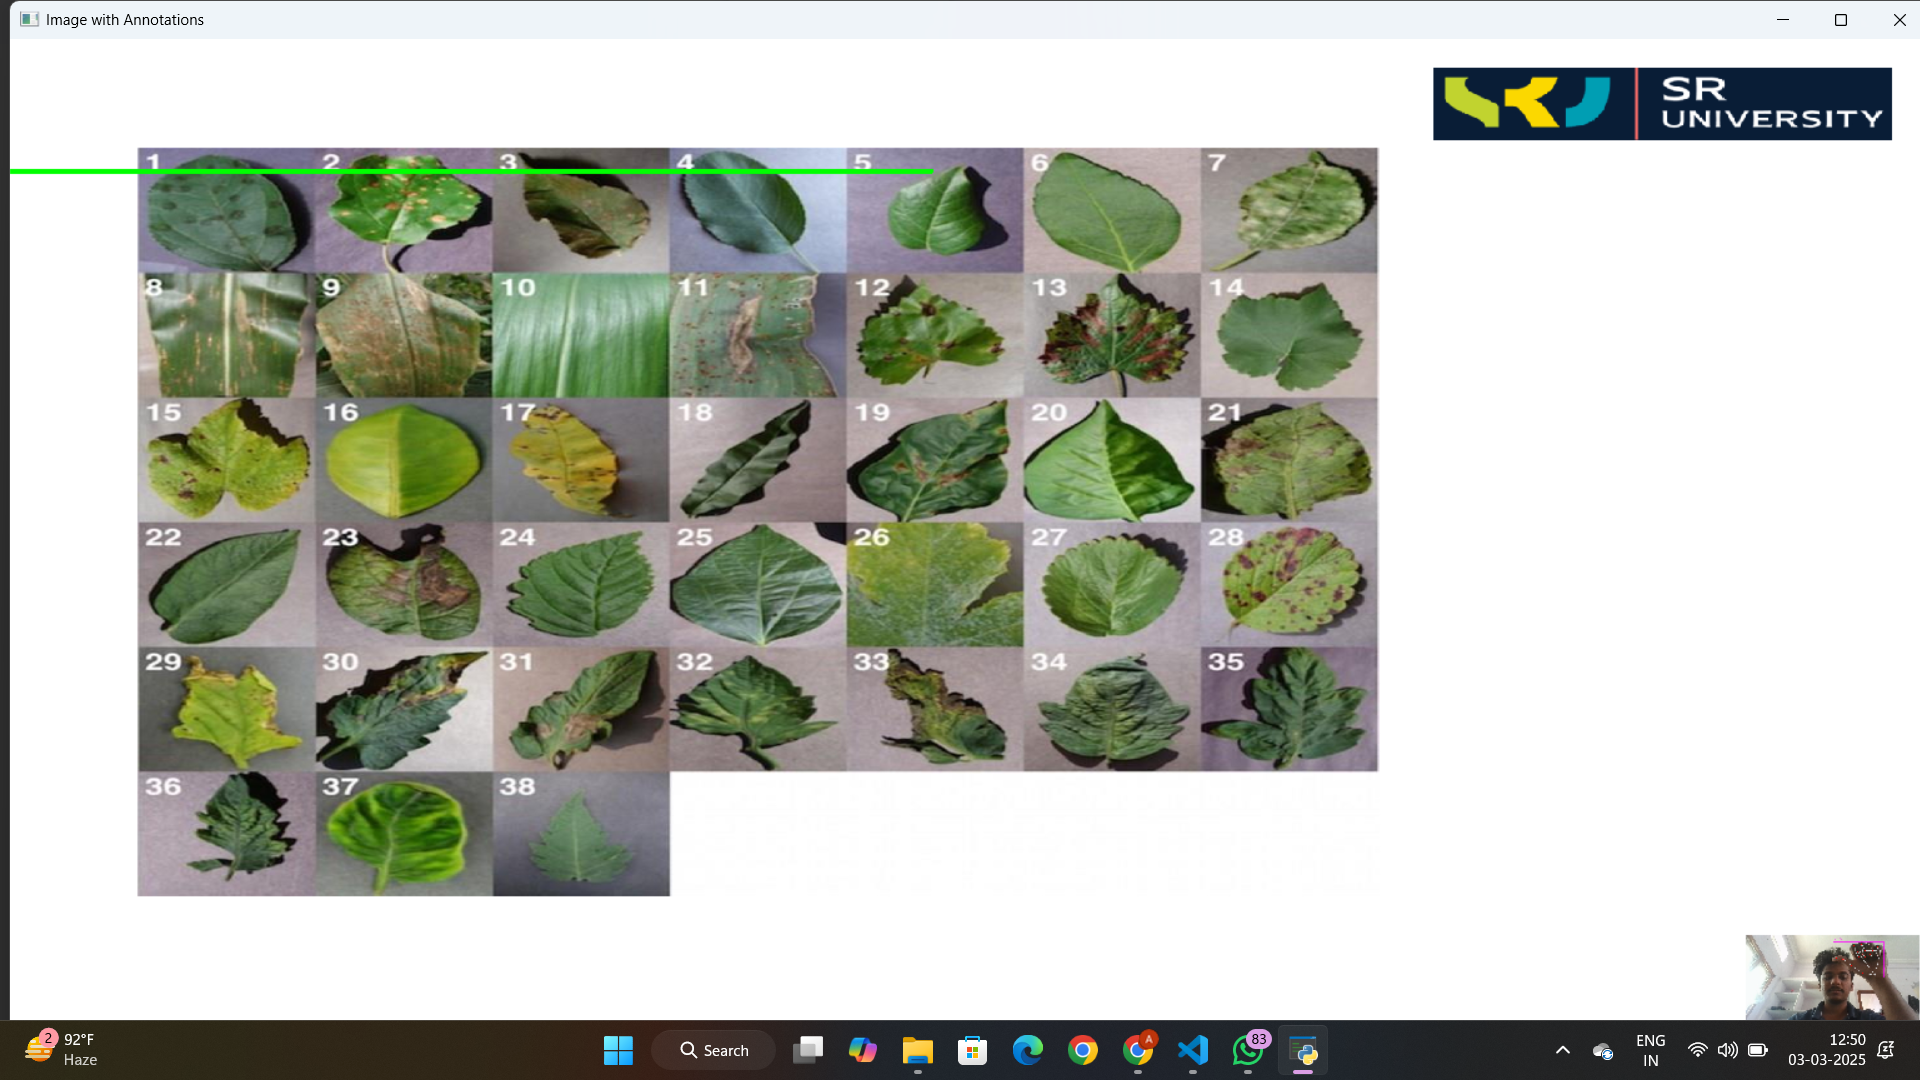 Image with Annotations
SR
UNIVERSITY
1 2 3 4 5 6 7
8 9 10 11 12 13 14
15 16 17 18 19 20 21
22 23 24 25 26 27 28
29 30 31 32 33 34 35
36 37 38
2
92°F
Haze
Search
A
83
ENG
IN
12:50
03-03-2025